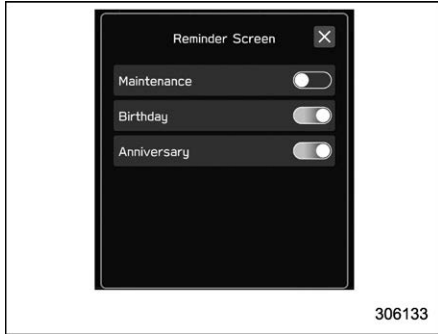 Reminder Screen
Maintenance
Birthday
Anniversary
306133